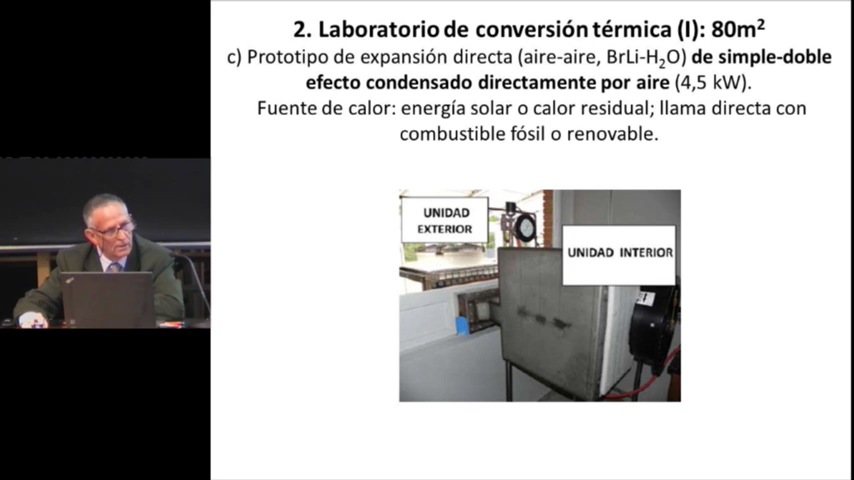 2. Laboratorio de conversión térmica (I): 80m²
c) Prototipo de expansión directa (aire-aire, BrLi-H₂O) de simple-doble
efecto condensado directamente por aire (4,5 kW).
Fuente de calor: energía solar o calor residual; llama directa con
combustible fósil o renovable.
UNIDAD
EXTERIOR
UNIDAD INTERIOR